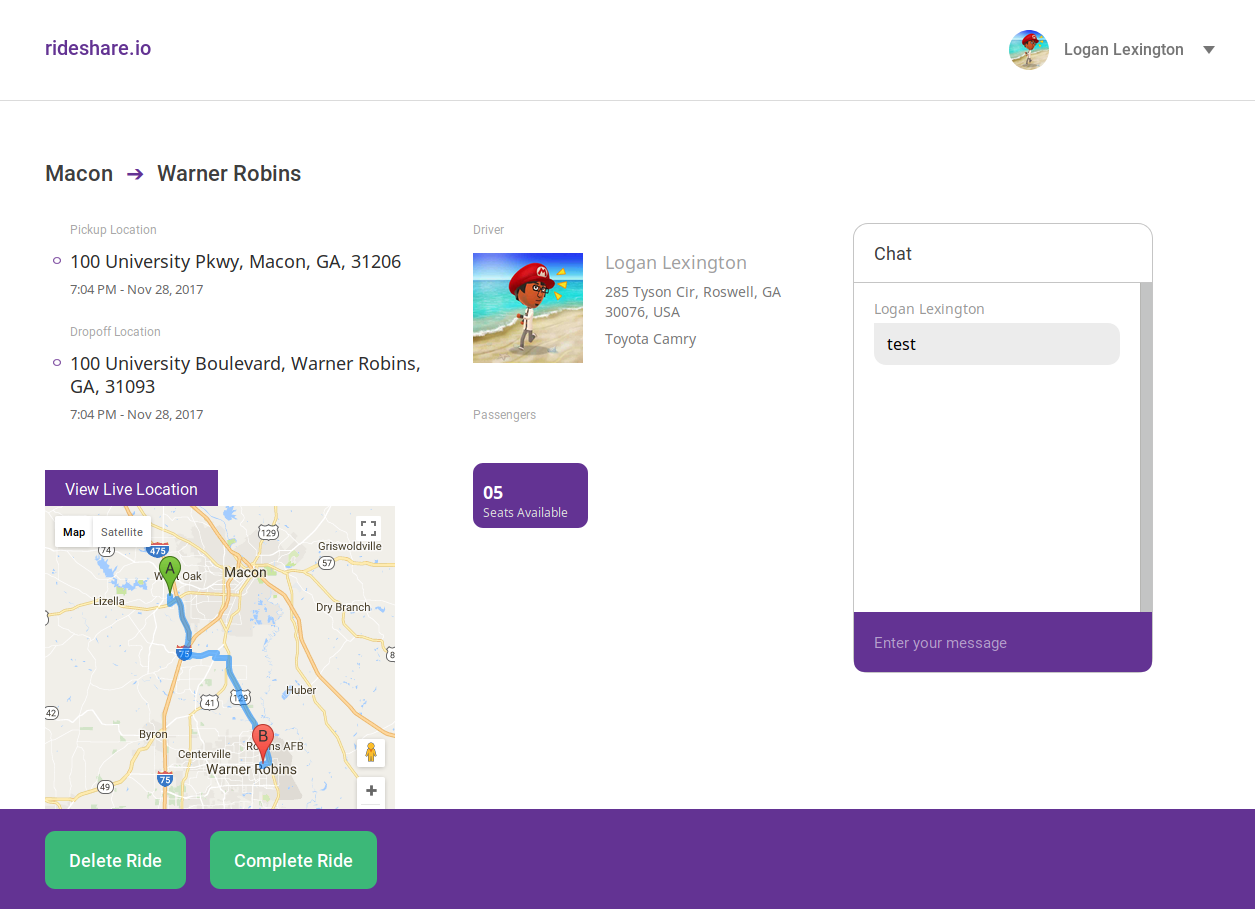 rideshare.io
Logan Lexington
Macon ➔ Warner Robins
Pickup Location
100 University Pkwy, Macon, GA, 31206
7:04 PM - Nov 28, 2017
Dropoff Location
100 University Boulevard, Warner Robins,
GA, 31093
7:04 PM - Nov 28, 2017
View Live Location
Map
Satellite
129
Griswoldville
74
475
57
A
Oak
Macon
Lizella
Dry Branch
75
8
Huber
41
129
42
B
Byron
Robins AFB
Centerville
Warner Robins
75
49
+
Driver
M
Logan Lexington
285 Tyson Cir, Roswell, GA
30076, USA
Toyota Camry
Passengers
05
Seats Available
Chat
Logan Lexington
test
Enter your message
Delete Ride
Complete Ride